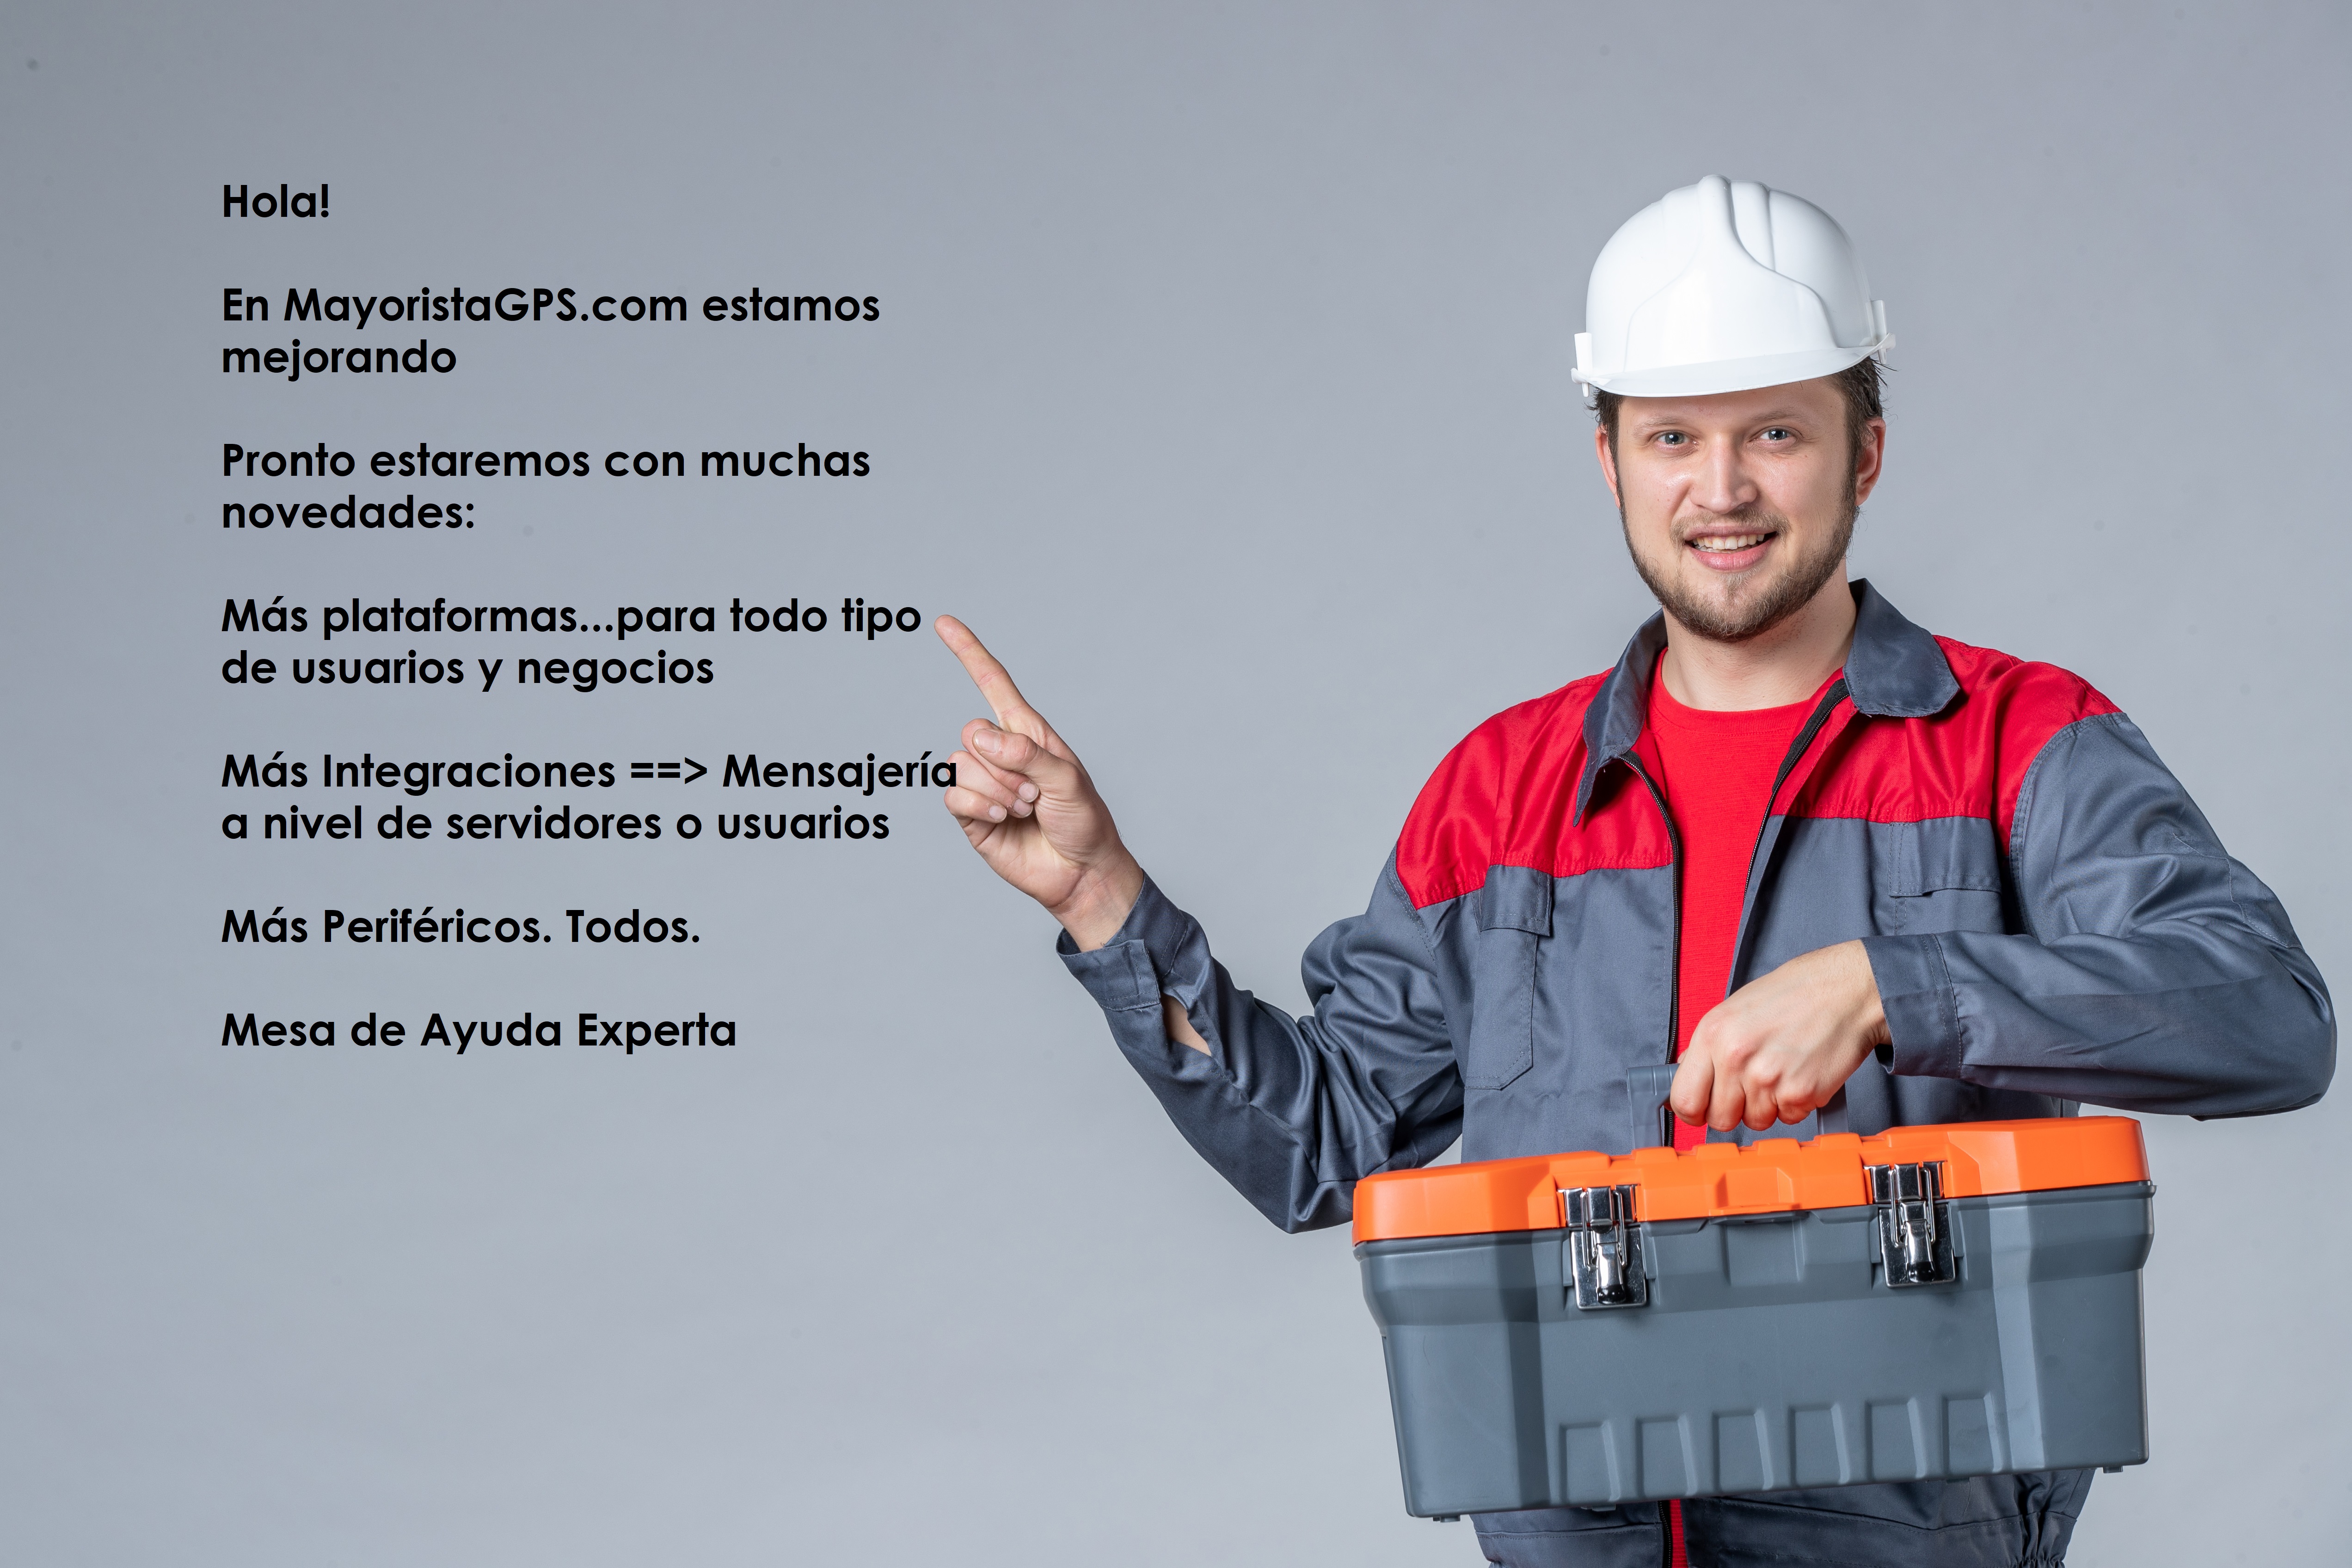 Hola!
En MayoristaGPS.com estamos
mejorando
Pronto estaremos con muchas
novedades:
Más plataformas...para todo tipo
de usuarios y negocios
Más Integraciones ==> Mensajería
a nivel de servidores o usuarios
Más Periféricos. Todos.
Mesa de Ayuda Experta